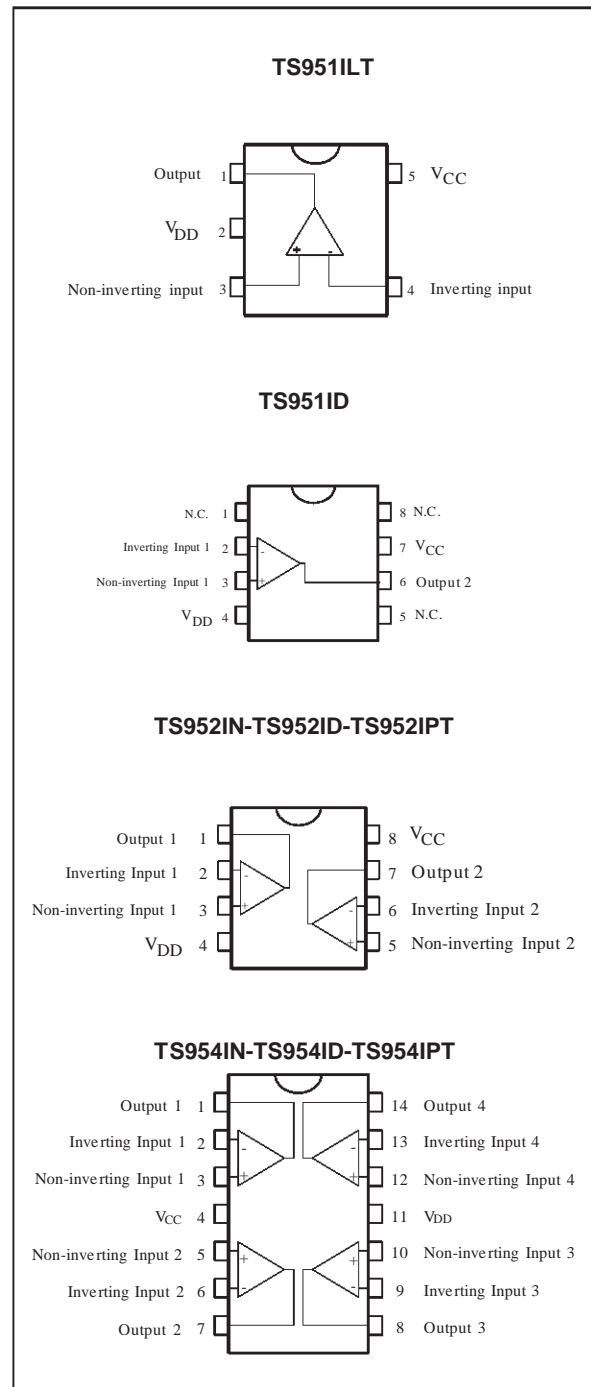 TS951ILT
Output 1 5 VCC
VDD 2
Non-inverting input 3 4 Inverting input
+ -
TS951ID
N.C. 1 8 N.C.
Inverting Input 1 2 - 7 VCC
Non-inverting Input 1 3 + 6 Output 2
VDD 4 5 N.C.
TS952IN-TS952ID-TS952IPT
Output 1 1 8 VCC
Inverting Input 1 2 - 7 Output 2
Non-inverting Input 1 3 + - 6 Inverting Input 2
VDD 4 + 5 Non-inverting Input 2
TS954IN-TS954ID-TS954IPT
Output 1 1 14 Output 4
Inverting Input 1 2 - - 13 Inverting Input 4
Non-inverting Input 1 3 + + 12 Non-inverting Input 4
VCC 4 11 VDD
Non-inverting Input 2 5 + + 10 Non-inverting Input 3
Inverting Input 2 6 - - 9 Inverting Input 3
Output 2 7 8 Output 3